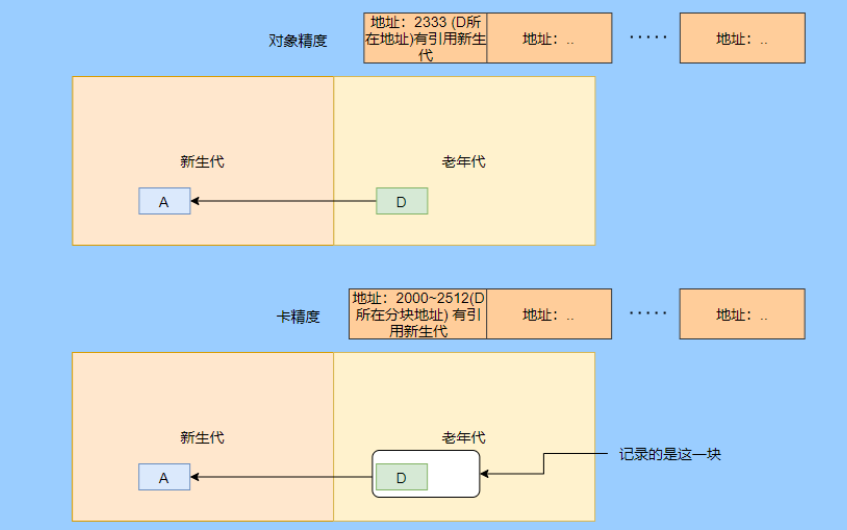 对象精度
地址：2333 (D所
在地址)有引用新生
代
地址：..
·····
地址：..
新生代
老年代
A
D
卡精度
地址：2000~2512(D
所在分块地址) 有引
用新生代
地址：..
·····
地址：..
新生代
老年代
记录的是这一块
A
D